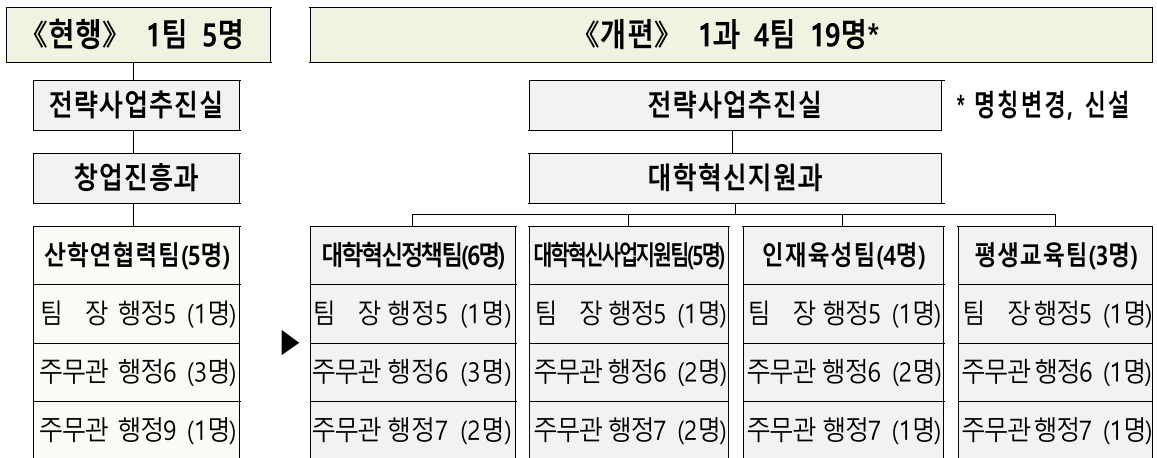 《현행》 1팀 5명
《개편》 1과 4팀 19명*
전략사업추진실
전략사업추진실
* 명칭변경, 신설
창업진흥과
대학혁신지원과
산학연협력팀(5명)
대학혁신정책팀(6명)
대학혁신사업지원팀(5명)
인재육성팀(4명)
평생교육팀(3명)
팀 장 행정5 (1명)
▶
팀 장 행정5 (1명)
팀 장 행정5 (1명)
팀 장 행정5 (1명)
팀 장 행정5 (1명)
주무관 행정6 (3명)
주무관 행정6 (3명)
주무관 행정6 (2명)
주무관 행정6 (2명)
주무관 행정6 (1명)
주무관 행정9 (1명)
주무관 행정7 (2명)
주무관 행정7 (2명)
주무관 행정7 (1명)
주무관 행정7 (1명)